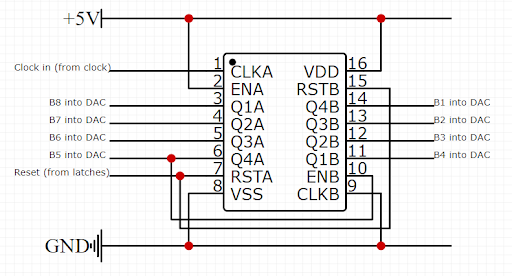 +5V
Clock in (from clock) 1 CLKA VDD 16
2 ENA RSTB 15
B8 into DAC 3 Q1A Q4B 14 B1 into DAC
B7 into DAC 4 Q2A Q3B 13 B2 into DAC
B6 into DAC 5 Q3A Q2B 12 B3 into DAC
B5 into DAC 6 Q4A Q1B 11 B4 into DAC
Reset (from latches) 7 RSTA ENB 10
8 VSS CLKB 9
GND